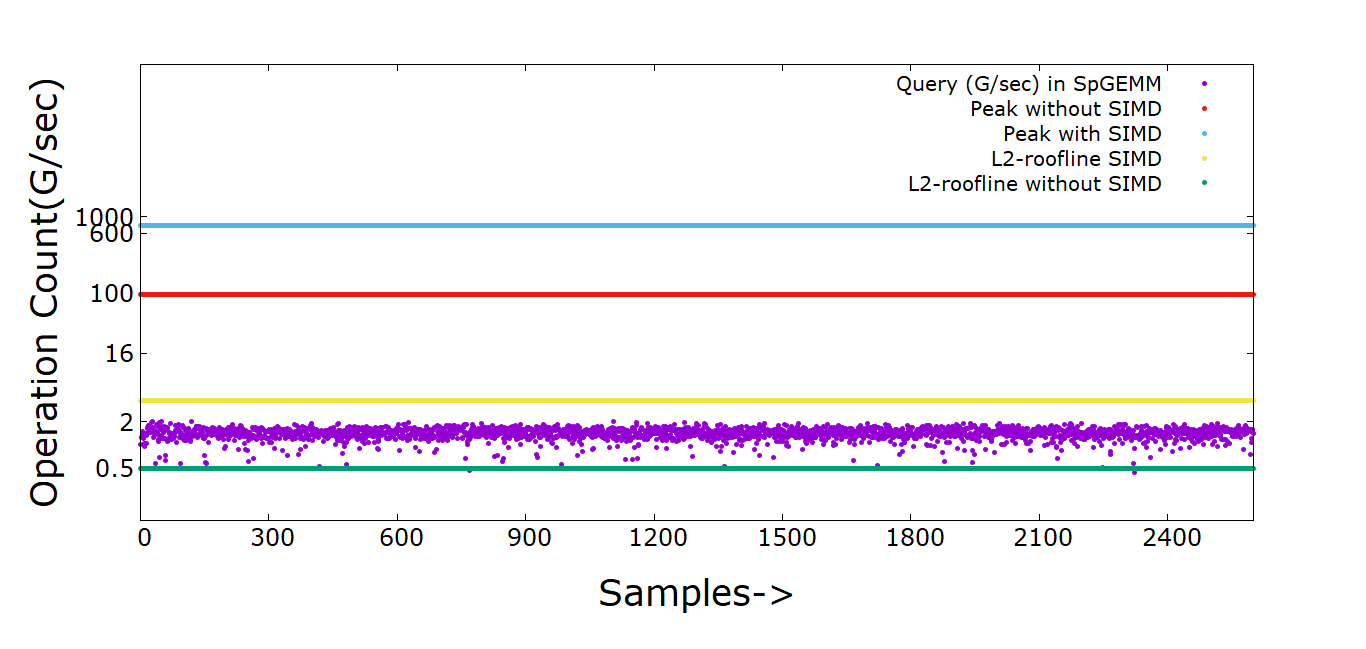 Operation Count(G/sec)
Query (G/sec) in SpGEMM
Peak without SIMD
Peak with SIMD
L2-roofline SIMD
L2-roofline without SIMD
1000
600
100
16
2
0.5
0 300 600 900 1200 1500 1800 2100 2400
Samples->